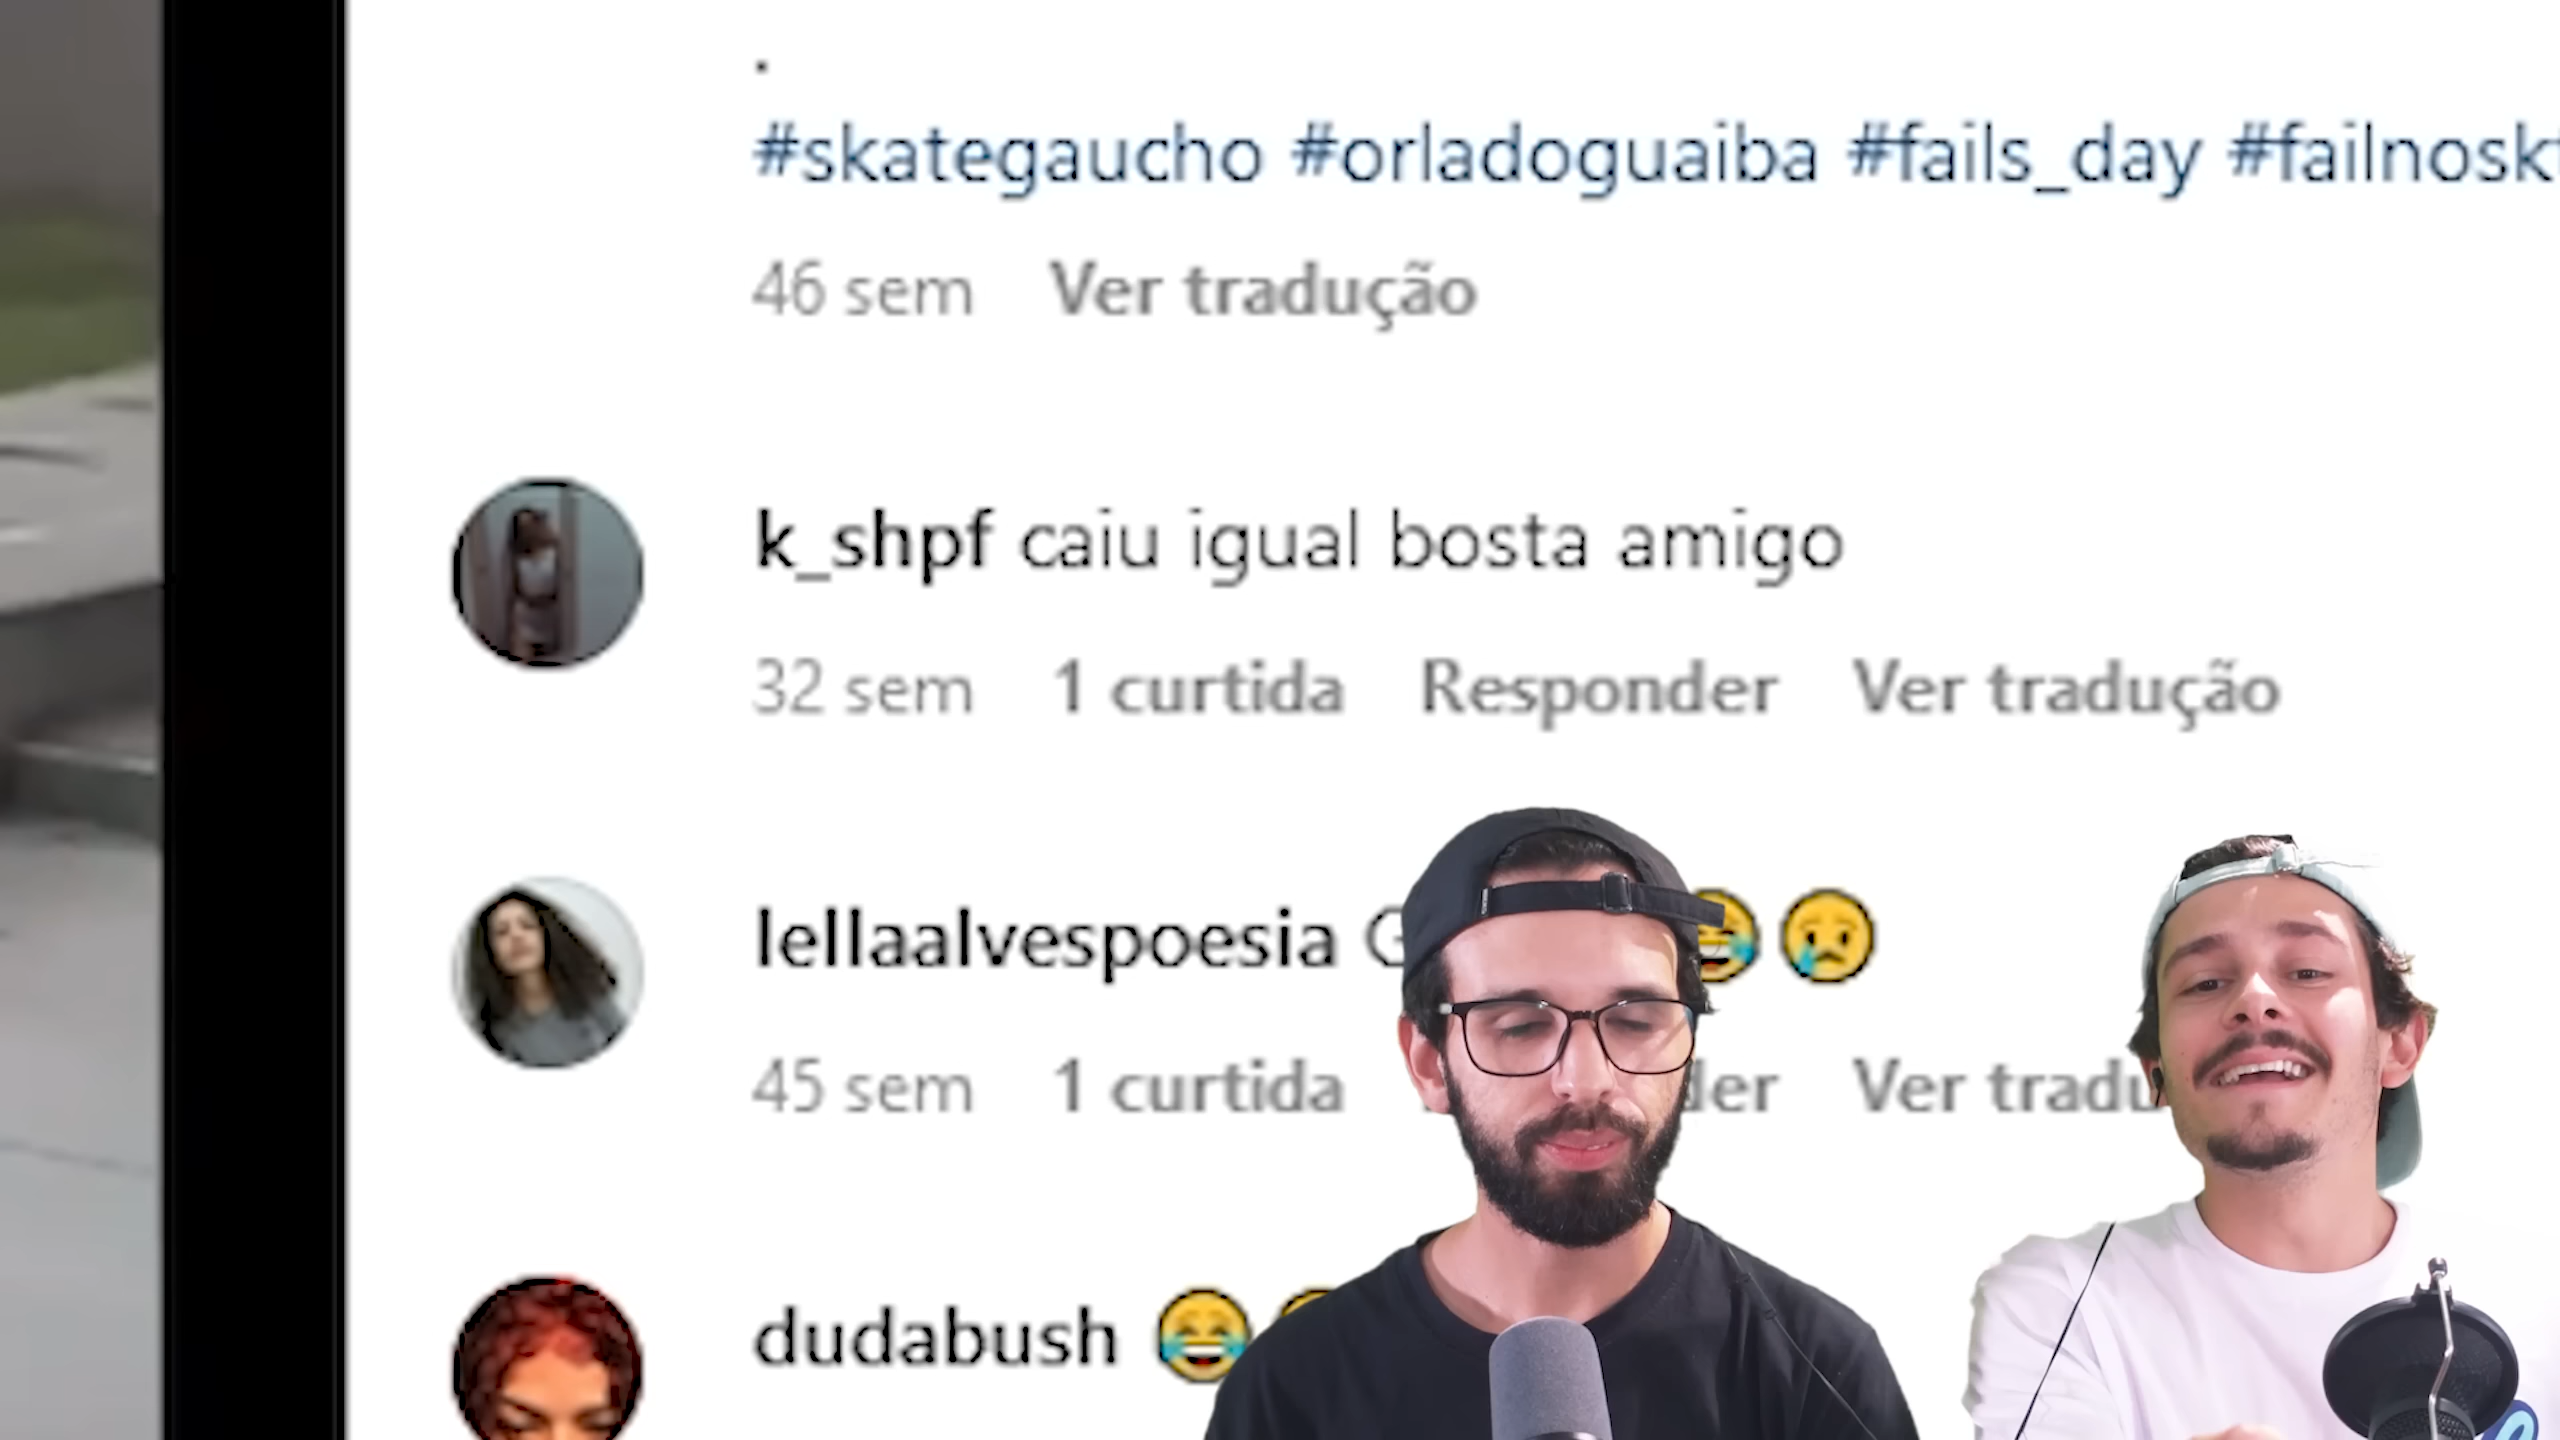 .
#skategaucho #orladoguaiba #fails_day
46 sem Ver tradução
k_shpf caiu igual bosta amigo
32 sem 1 curtida Responder Ver tradução
lellaalvespoesia 😢
45 sem 1 curtida Ver
dudabush 😂